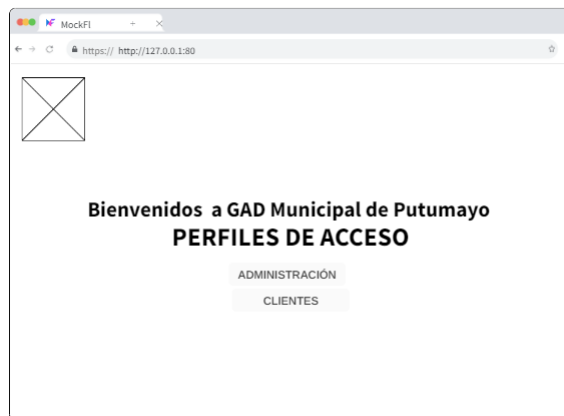 MockFl
https:// http://127.0.0.1:80
Bienvenidos a GAD Municipal de Putumayo
PERFILES DE ACCESO
ADMINISTRACIÓN
CLIENTES